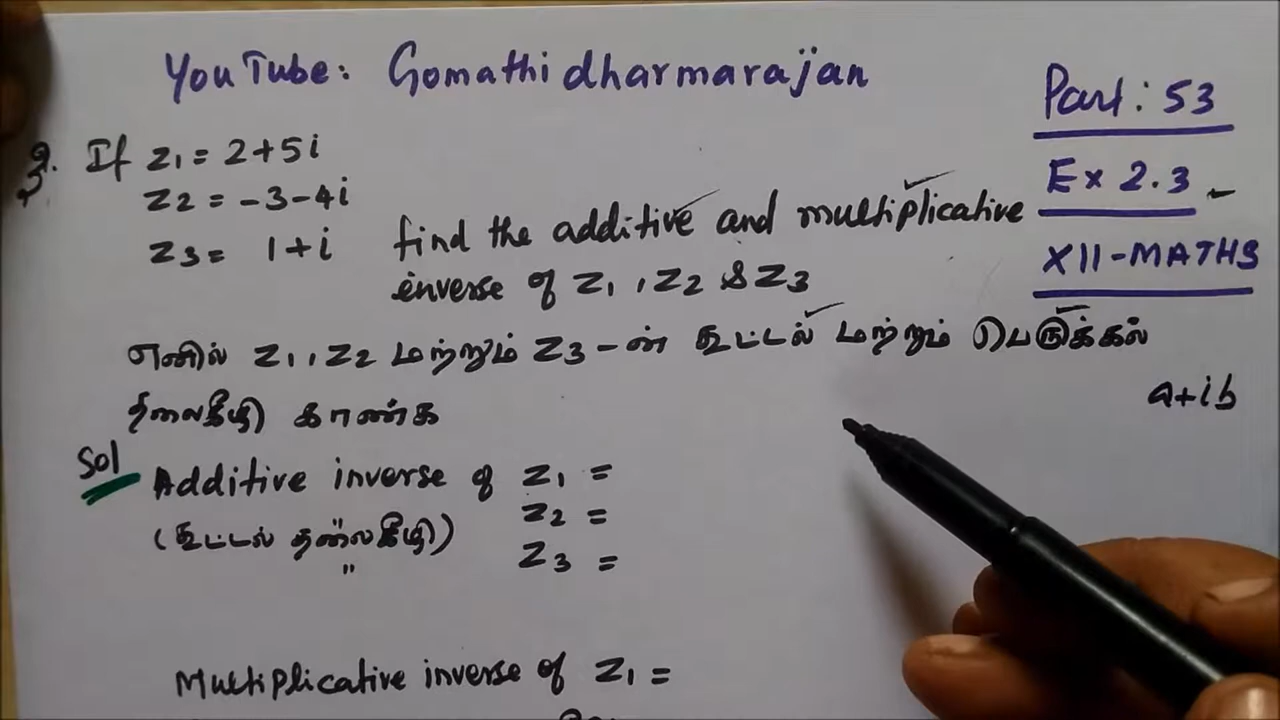 YouTube: Gomathidharmarajan
Part: 53
Ex 2.3
XII-MATHS
3. If z1 = 2+5i
z2 = -3-4i
z3 = 1+i find the additive and multiplicative
inverse of z1, z2 & z3
எனில் z1, z2 மற்றும் z3-ன் கூட்டல் மற்றும் பெருக்கல்
காண்க
a+ib
Sol
Additive inverse of z1 =
(கூட்டல் z2 =
" z3 =
Multiplicative inverse of z1 =